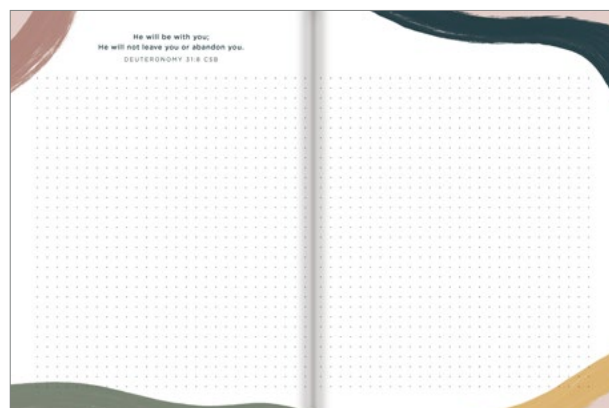 He will be with you;
He will not leave you or abandon you.
DEUTERONOMY 31:8 CSB